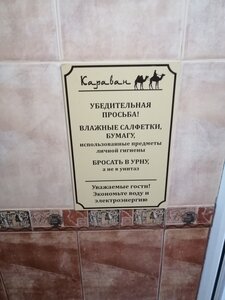 Караван
УБЕДИТЕЛЬНАЯ
ПРОСЬБА!
ВЛАЖНЫЕ САЛФЕТКИ,
БУМАГУ,
использованные предметы
личной гигиены
БРОСАТЬ В УРНУ,
а не в унитаз
Уважаемые гости!
Экономьте воду и
электроэнергию